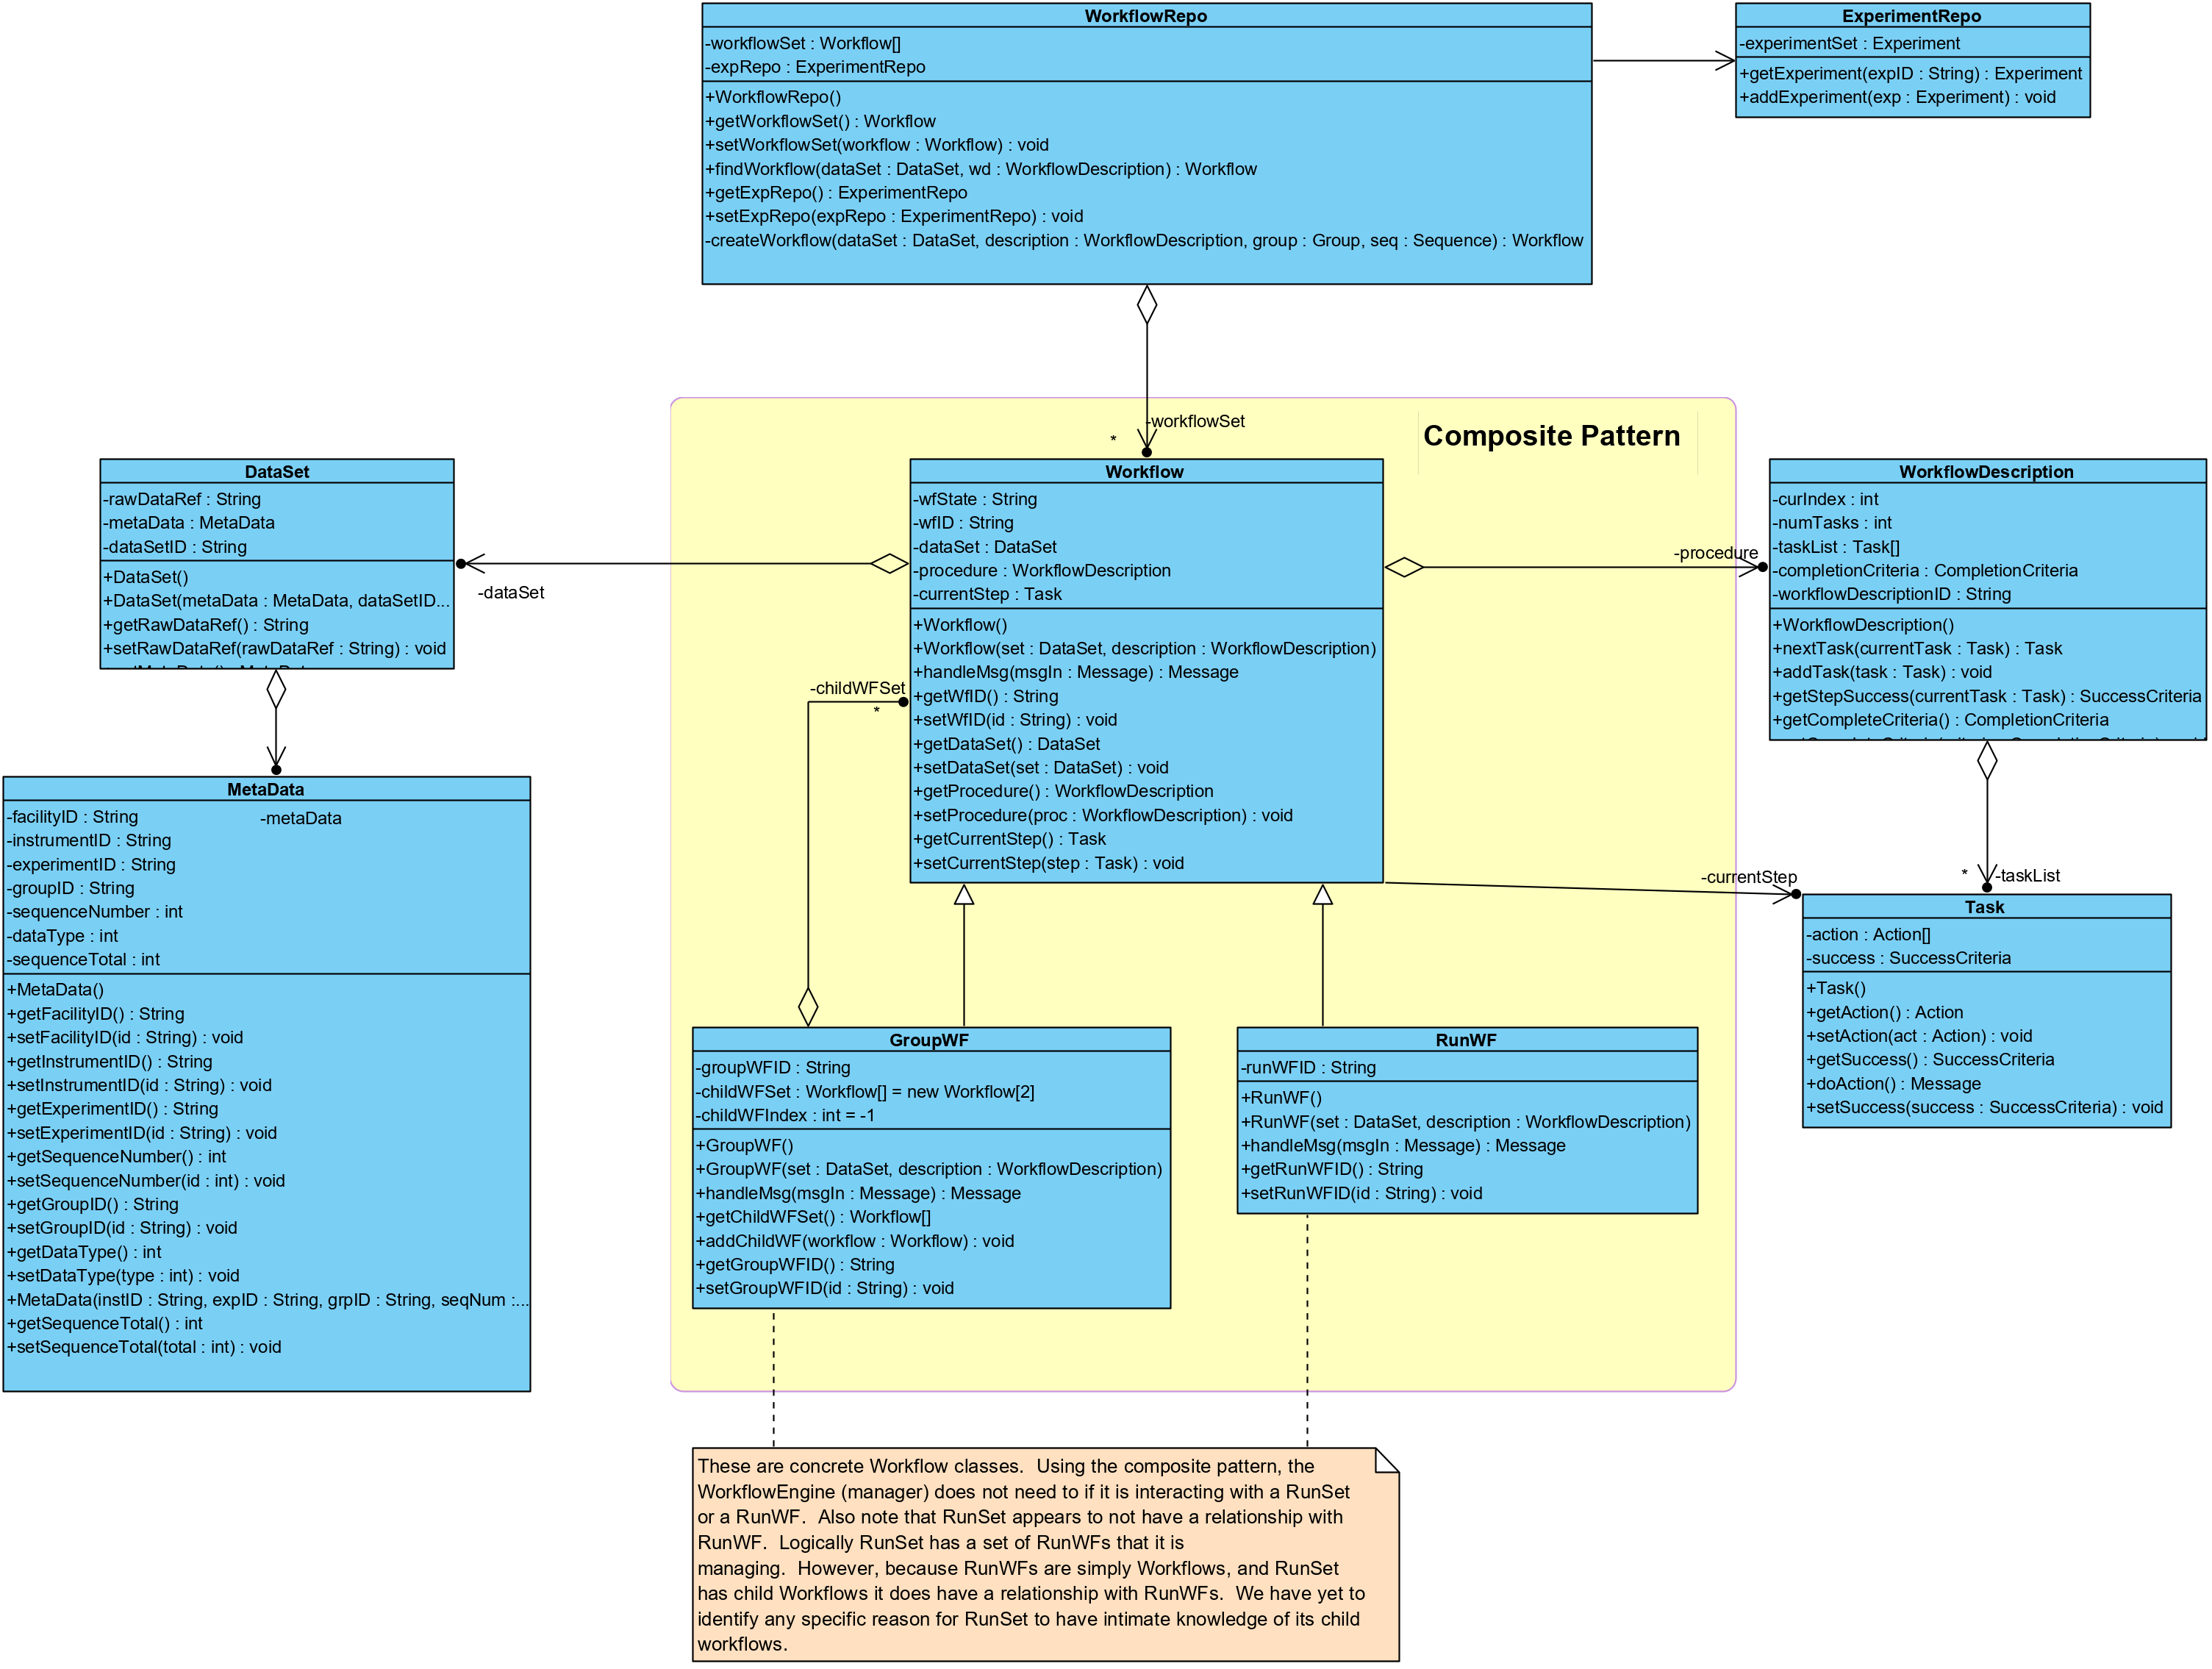 WorkflowRepo
-workflowSet : Workflow[]
-expRepo : ExperimentRepo
+WorkflowRepo()
+getWorkflowSet() : Workflow
+setWorkflowSet(workflow : Workflow) : void
+findWorkflow(dataSet : DataSet, wd : WorkflowDescription) : Workflow
+getExpRepo() : ExperimentRepo
+setExpRepo(expRepo : ExperimentRepo) : void
-createWorkflow(dataSet : DataSet, description : WorkflowDescription, group : Group, seq : Sequence) : Workflow
ExperimentRepo
-experimentSet : Experiment
+getExperiment(expID : String) : Experiment
+addExperiment(exp : Experiment) : void
-workflowSet
*
Composite Pattern
DataSet
-rawDataRef : String
-metaData : MetaData
-dataSetID : String
+DataSet()
+DataSet(metaData : MetaData, dataSetID...
+getRawDataRef() : String
+setRawDataRef(rawDataRef : String) : void
-dataSet
Workflow
-wfState : String
-wfID : String
-dataSet : DataSet
-procedure : WorkflowDescription
-currentStep : Task
+Workflow()
+Workflow(set : DataSet, description : WorkflowDescription)
+handleMsg(msgIn : Message) : Message
+getWfID() : String
+setWfID(id : String) : void
+getDataSet() : DataSet
+setDataSet(set : DataSet) : void
+getProcedure() : WorkflowDescription
+setProcedure(proc : WorkflowDescription) : void
+getCurrentStep() : Task
+setCurrentStep(step : Task) : void
-procedure
WorkflowDescription
-curIndex : int
-numTasks : int
-taskList : Task[]
-completionCriteria : CompletionCriteria
-workflowDescriptionID : String
+WorkflowDescription()
+nextTask(currentTask : Task) : Task
+addTask(task : Task) : void
+getStepSuccess(currentTask : Task) : SuccessCriteria
+getCompleteCriteria() : CompletionCriteria
-childWFSet
*
MetaData
-metaData
-facilityID : String
-instrumentID : String
-experimentID : String
-groupID : String
-sequenceNumber : int
-dataType : int
-sequenceTotal : int
+MetaData()
+getFacilityID() : String
+setFacilityID(id : String) : void
+getInstrumentID() : String
+setInstrumentID(id : String) : void
+getExperimentID() : String
+setExperimentID(id : String) : void
+getSequenceNumber() : int
+setSequenceNumber(id : int) : void
+getGroupID() : String
+setGroupID(id : String) : void
+getDataType() : int
+setDataType(type : int) : void
+MetaData(instID : String, expID : String, grpID : String, seqNum :...
+getSequenceTotal() : int
+setSequenceTotal(total : int) : void
-currentStep
*
-taskList
Task
-action : Action[]
-success : SuccessCriteria
+Task()
+getAction() : Action
+setAction(act : Action) : void
+getSuccess() : SuccessCriteria
+doAction() : Message
+setSuccess(success : SuccessCriteria) : void
GroupWF
-groupWFID : String
-childWFSet : Workflow[] = new Workflow[2]
-childWFIndex : int = -1
+GroupWF()
+GroupWF(set : DataSet, description : WorkflowDescription)
+handleMsg(msgIn : Message) : Message
+getChildWFSet() : Workflow[]
+addChildWF(workflow : Workflow) : void
+getGroupWFID() : String
+setGroupWFID(id : String) : void
RunWF
-runWFID : String
+RunWF()
+RunWF(set : DataSet, description : WorkflowDescription)
+handleMsg(msgIn : Message) : Message
+getRunWFID() : String
+setRunWFID(id : String) : void
These are concrete Workflow classes.  Using the composite pattern, the
WorkflowEngine (manager) does not need to if it is interacting with a RunSet
or a RunWF.  Also note that RunSet appears to not have a relationship with
RunWF.  Logically RunSet has a set of RunWFs that it is
managing.  However, because RunWFs are simply Workflows, and RunSet
has child Workflows it does have a relationship with RunWFs.  We have yet to
identify any specific reason for RunSet to have intimate knowledge of its child
workflows.